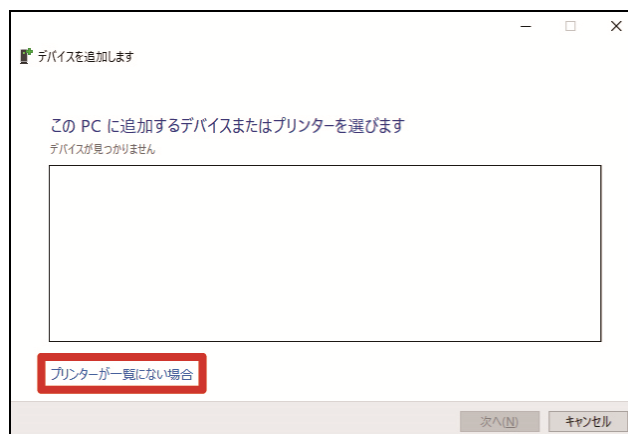 デバイスを追加します
この PC に追加するデバイスまたはプリンターを選びます
デバイスが見つかりません
プリンターが一覧にない場合
次へ(N) キャンセル